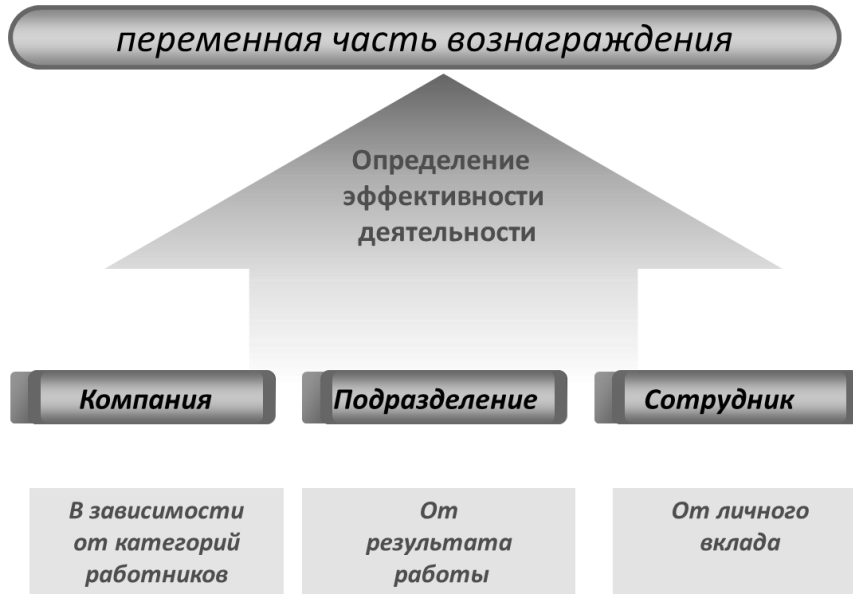 переменная часть вознаграждения
Определение
эффективности
деятельности
Компания
Подразделение
Сотрудник
В зависимости
от категорий
работников
От
результата
работы
От личного
вклада